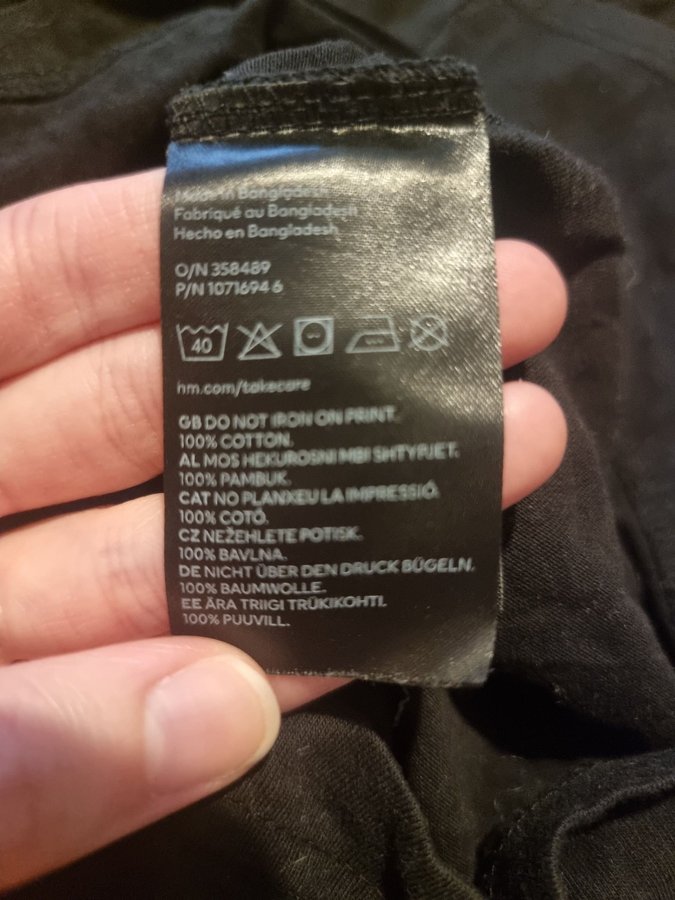 Made in Bangladesh
Fabriqué au Bangladesh
Hecho en Bangladesh
O/N 358489
P/N 1071694 6
40
hm.com/takecare
GB DO NOT IRON ON PRINT.
100% COTTON.
AL MOS HEKUROSNI MBI SHTYPJET.
100% PAMBUK.
CAT NO PLANXEU LA IMPRESSIÓ.
100% COTÓ.
CZ NEŽEHLETE POTISK.
100% BAVLNA.
DE NICHT ÜBER DEN DRUCK BÜGELN.
100% BAUMWOLLE.
EE ÄRA TRIIGI TRÜKIKOHTI.
100% PUUVILL.